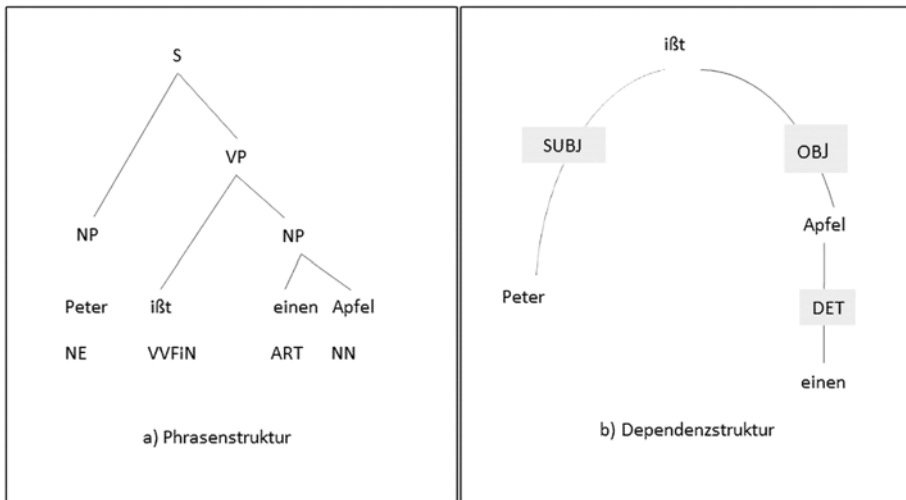 S
VP
NP
NP
Peter ißt einen Apfel
NE VVFiN ART NN
a) Phrasenstruktur
ißt
SUBJ
OBJ
Apfel
Peter
DET
einen
b) Dependenzstruktur